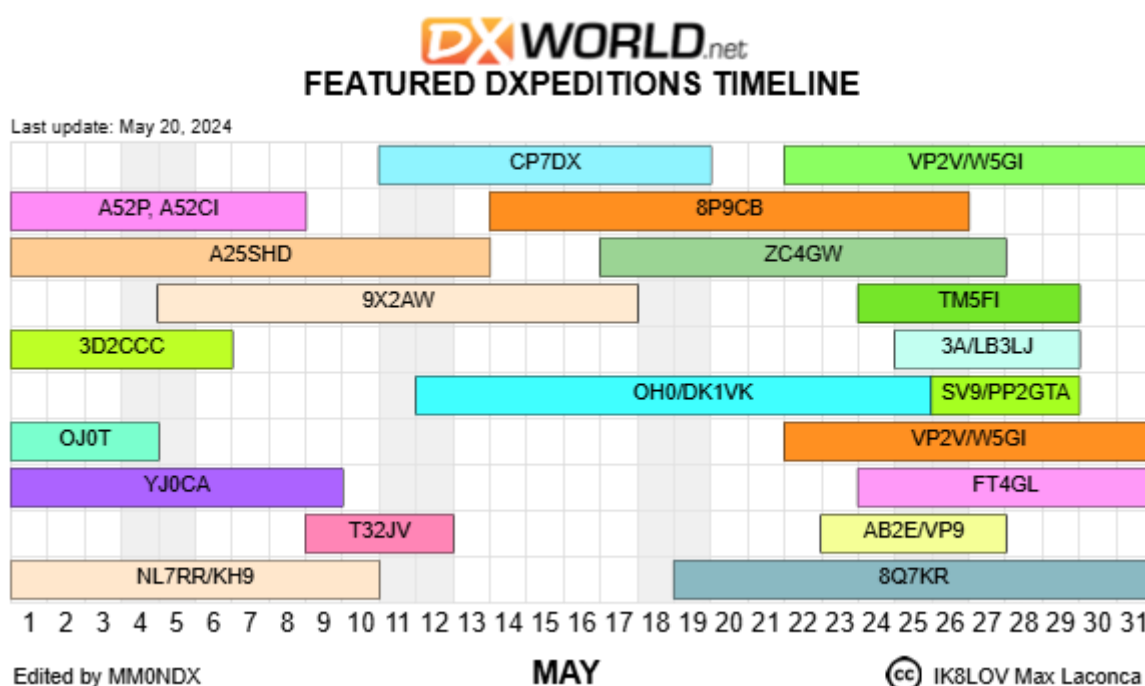 DX WORLD.net
FEATURED DXPEDITIONS TIMELINE
Last update: May 20, 2024
CP7DX VP2V/W5GI
A52P, A52CI 8P9CB
A25SHD ZC4GW
9X2AW TM5FI
3D2CCC 3A/LB3LJ
OH0/DK1VK SV9/PP2GTA
OJ0T VP2V/W5GI
YJ0CA FT4GL
T32JV AB2E/VP9
NL7RR/KH9 8Q7KR
1 2 3 4 5 6 7 8 9 10 11 12 13 14 15 16 17 18 19 20 21 22 23 24 25 26 27 28 29 30 31
Edited by MM0NDX MAY cc IK8LOV Max Laconca